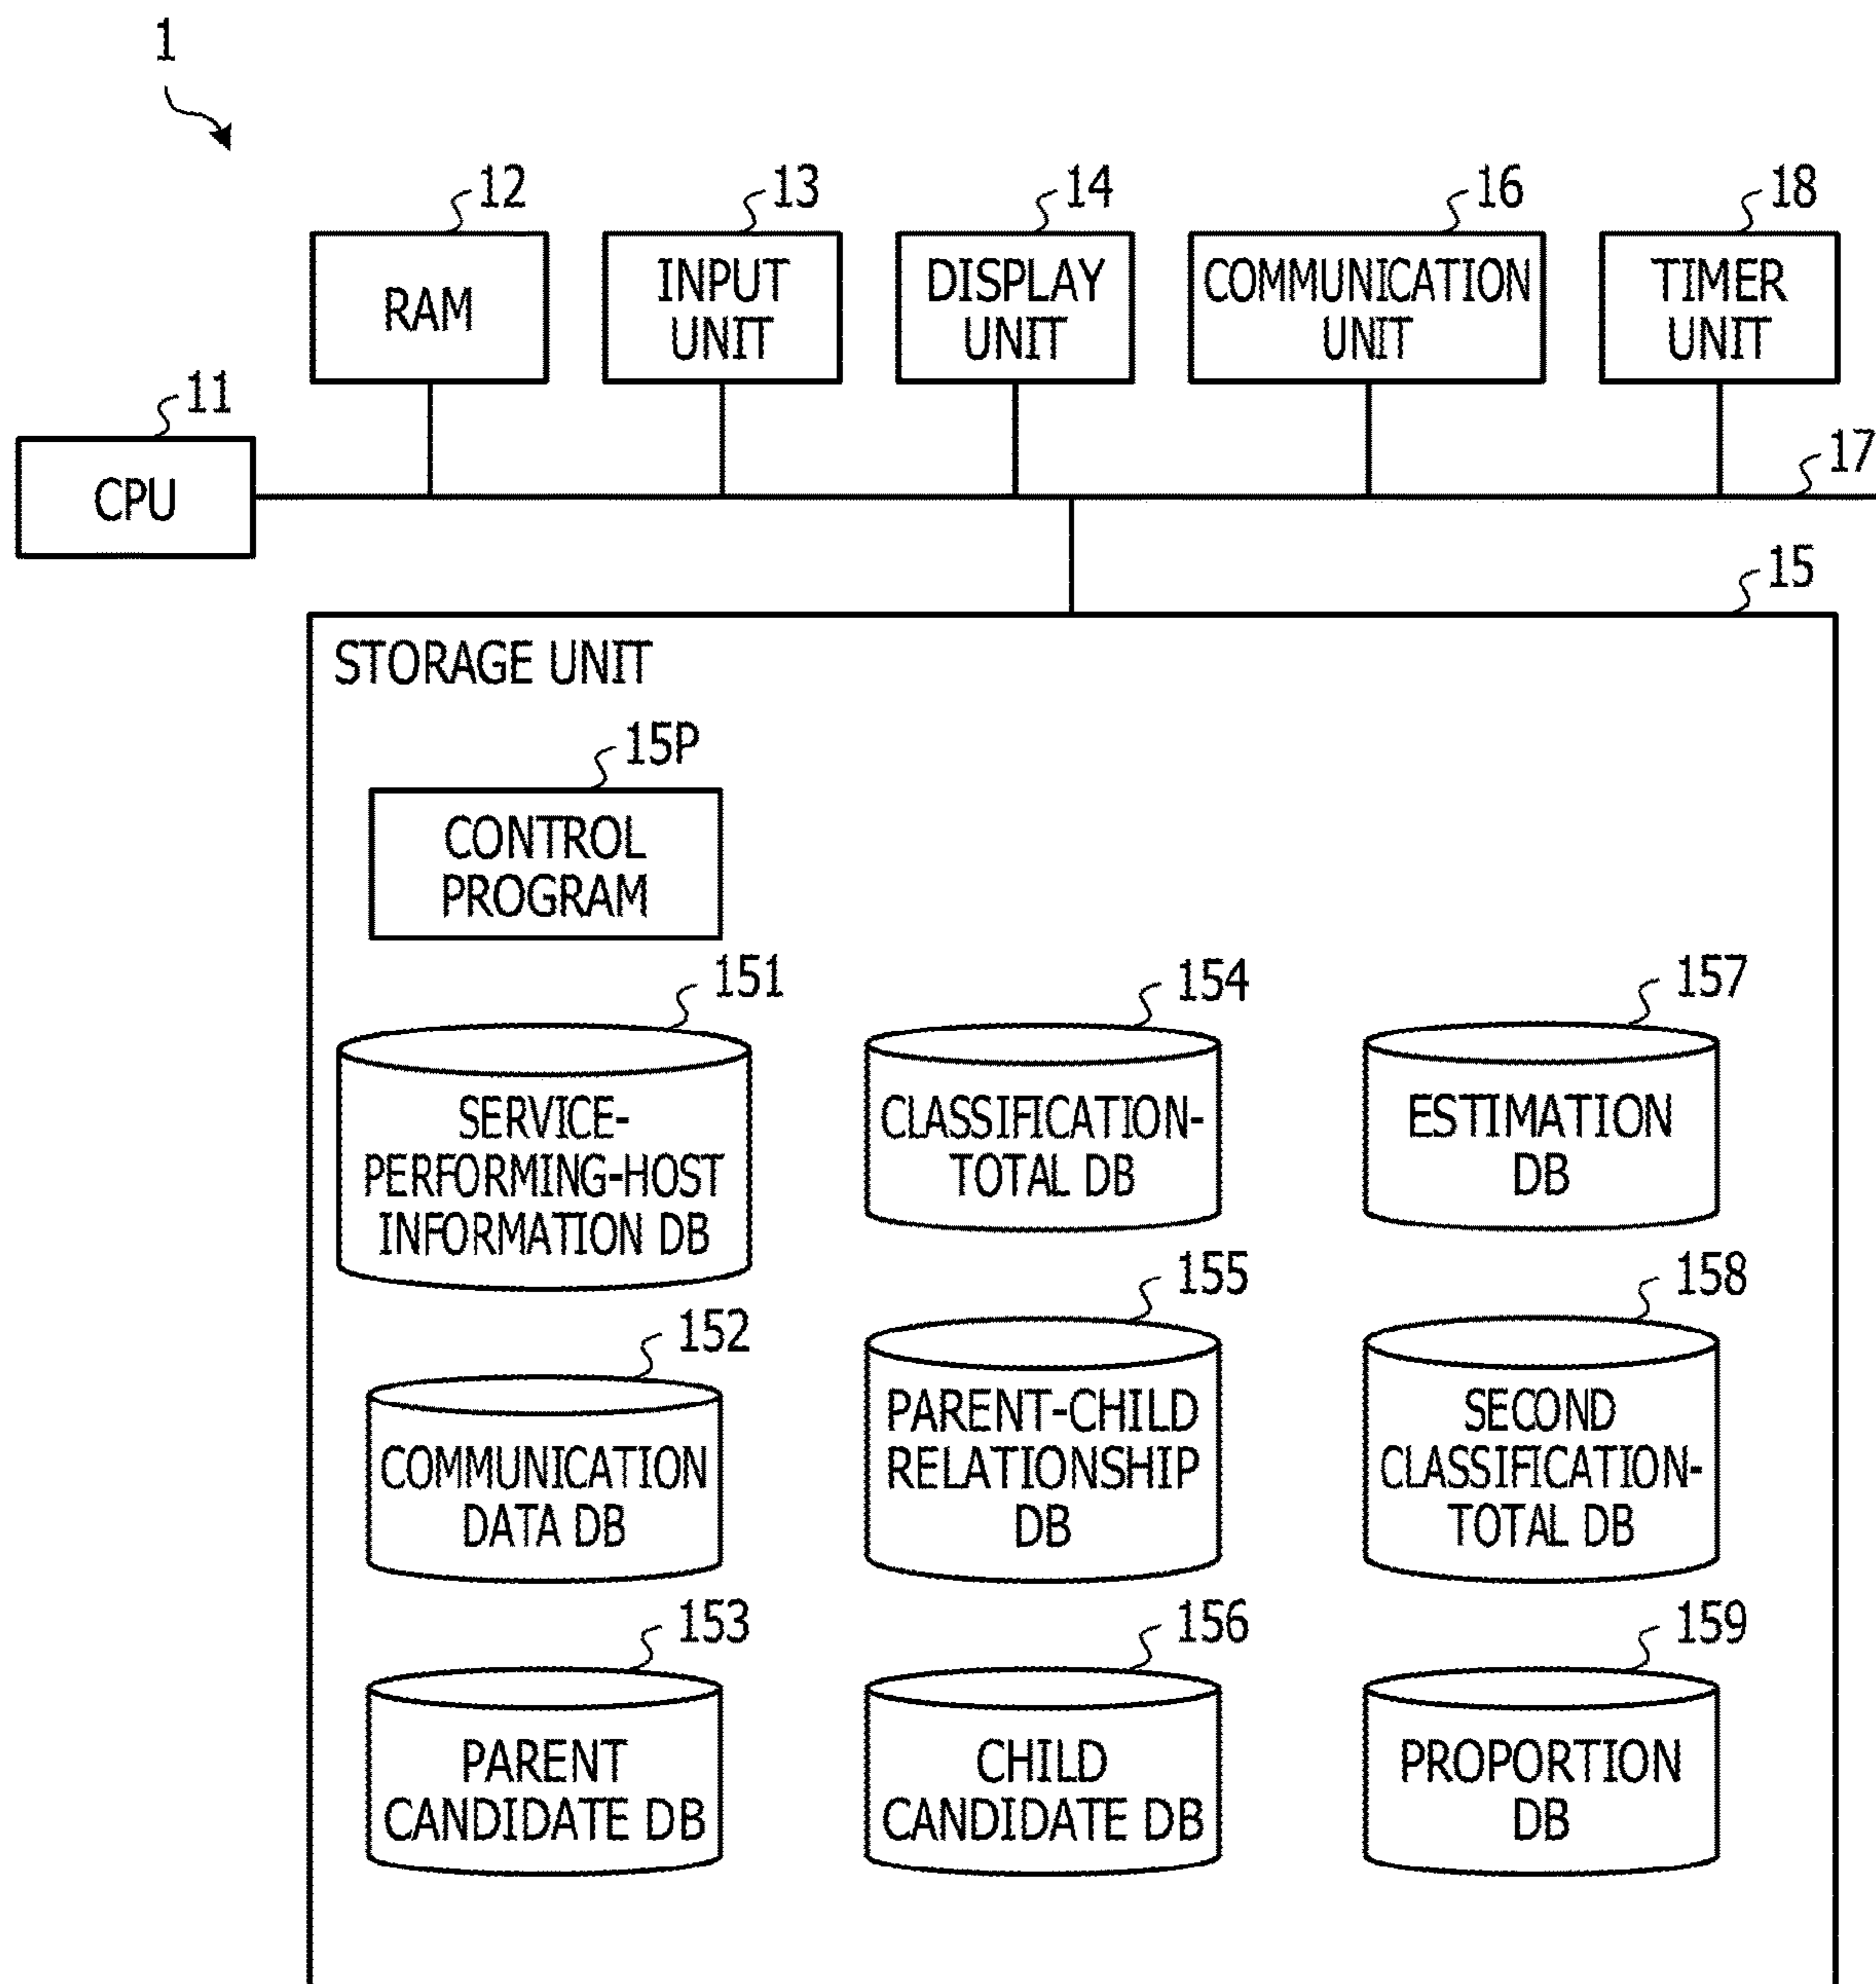 1
12
13
14
16
18
RAM
INPUT
UNIT
DISPLAY
UNIT
COMMUNICATION
UNIT
TIMER
UNIT
11
CPU
17
15
STORAGE UNIT
15P
CONTROL
PROGRAM
151
SERVICE-
PERFORMING-HOST
INFORMATION DB
154
CLASSIFICATION-
TOTAL DB
157
ESTIMATION
DB
152
COMMUNICATION
DATA DB
155
PARENT-CHILD
RELATIONSHIP
DB
158
SECOND
CLASSIFICATION-
TOTAL DB
153
PARENT
CANDIDATE DB
156
CHILD
CANDIDATE DB
159
PROPORTION
DB